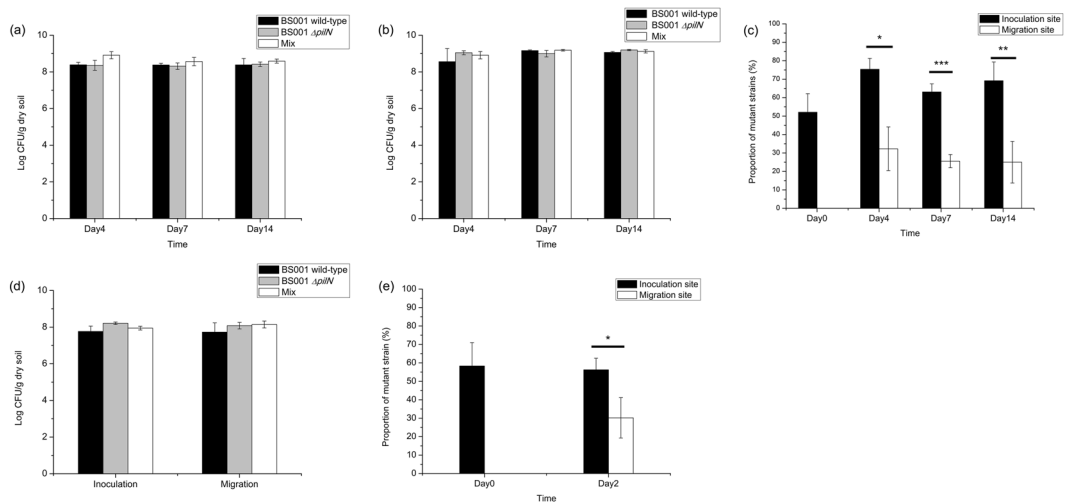 (a)
BS001 wild-type
BS001 ΔpilN
Mix
10
8
6
4
2
0
Log CFU/g dry soil
Day4 Day7 Day14
Time
(b)
BS001 wild-type
BS001 ΔpilN
Mix
10
8
6
4
2
0
Log CFU/g dry soil
Day4 Day7 Day14
Time
(c)
Inoculation site
Migration site
100
90
80
70
60
50
40
30
20
10
0
Proportion of mutant strains (%)
* *** **
Day0 Day4 Day7 Day14
Time
(d)
BS001 wild-type
BS001 ΔpilN
Mix
10
8
6
4
2
0
Log CFU/g dry soil
Inoculation Migration
(e)
Inoculation site
Migration site
100
90
80
70
60
50
40
30
20
10
0
Proportion of mutant strain (%)
*
Day0 Day2
Time